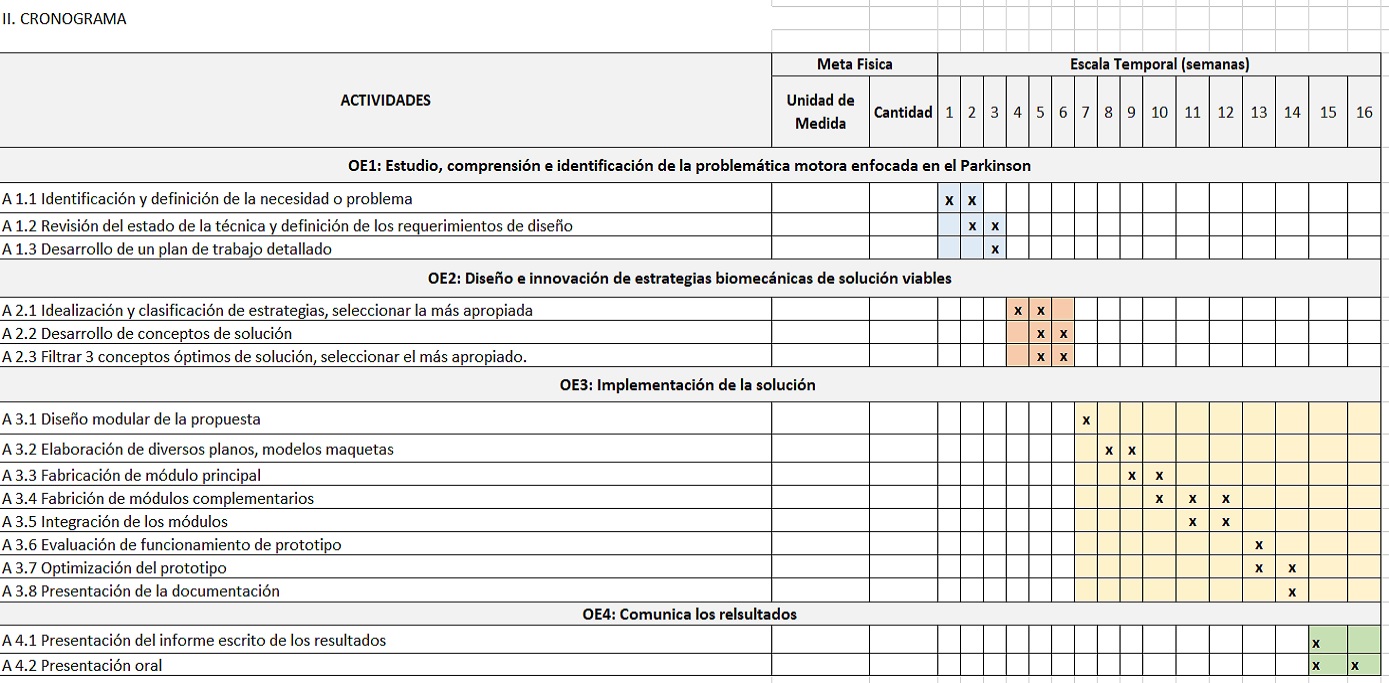 II. CRONOGRAMA
ACTIVIDADES Meta Fisica Escala Temporal (semanas)
Unidad de Medida Cantidad 1 2 3 4 5 6 7 8 9 10 11 12 13 14 15 16
OE1: Estudio, comprensión e identificación de la problemática motora enfocada en el Parkinson
A 1.1 Identificación y definición de la necesidad o problema x x
A 1.2 Revisión del estado de la técnica y definición de los requerimientos de diseño x x
A 1.3 Desarrollo de un plan de trabajo detallado x
OE2: Diseño e innovación de estrategias biomecánicas de solución viables
A 2.1 Idealización y clasificación de estrategias, seleccionar la más apropiada x x
A 2.2 Desarrollo de conceptos de solución x x
A 2.3 Filtrar 3 conceptos óptimos de solución, seleccionar el más apropiado. x x
OE3: Implementación de la solución
A 3.1 Diseño modular de la propuesta x
A 3.2 Elaboración de diversos planos, modelos maquetas x x
A 3.3 Fabricación de módulo principal x x
A 3.4 Fabrición de módulos complementarios x x x
A 3.5 Integración de los módulos x x
A 3.6 Evaluación de funcionamiento de prototipo x
A 3.7 Optimización del prototipo x x
A 3.8 Presentación de la documentación x
OE4: Comunica los relsultados
A 4.1 Presentación del informe escrito de los resultados x
A 4.2 Presentación oral x x